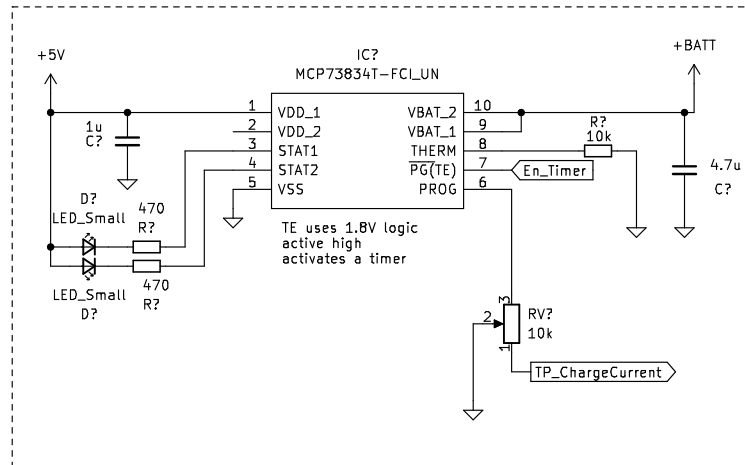 +5V
IC?
MCP73834T-FCI_UN
+BATT
1 VDD_1 VBAT_2 10
2 VDD_2 VBAT_1 9
3 STAT1 THERM 8
4 STAT2 PG(TE) 7
5 VSS PROG 6
1u
C?
R?
10k
En_Timer
4.7u
C?
D?
LED_Small
470
R?
TE uses 1.8V logic
active high
activates a timer
LED_Small
D?
470
R?
3
2
1
RV?
10k
TP_ChargeCurrent